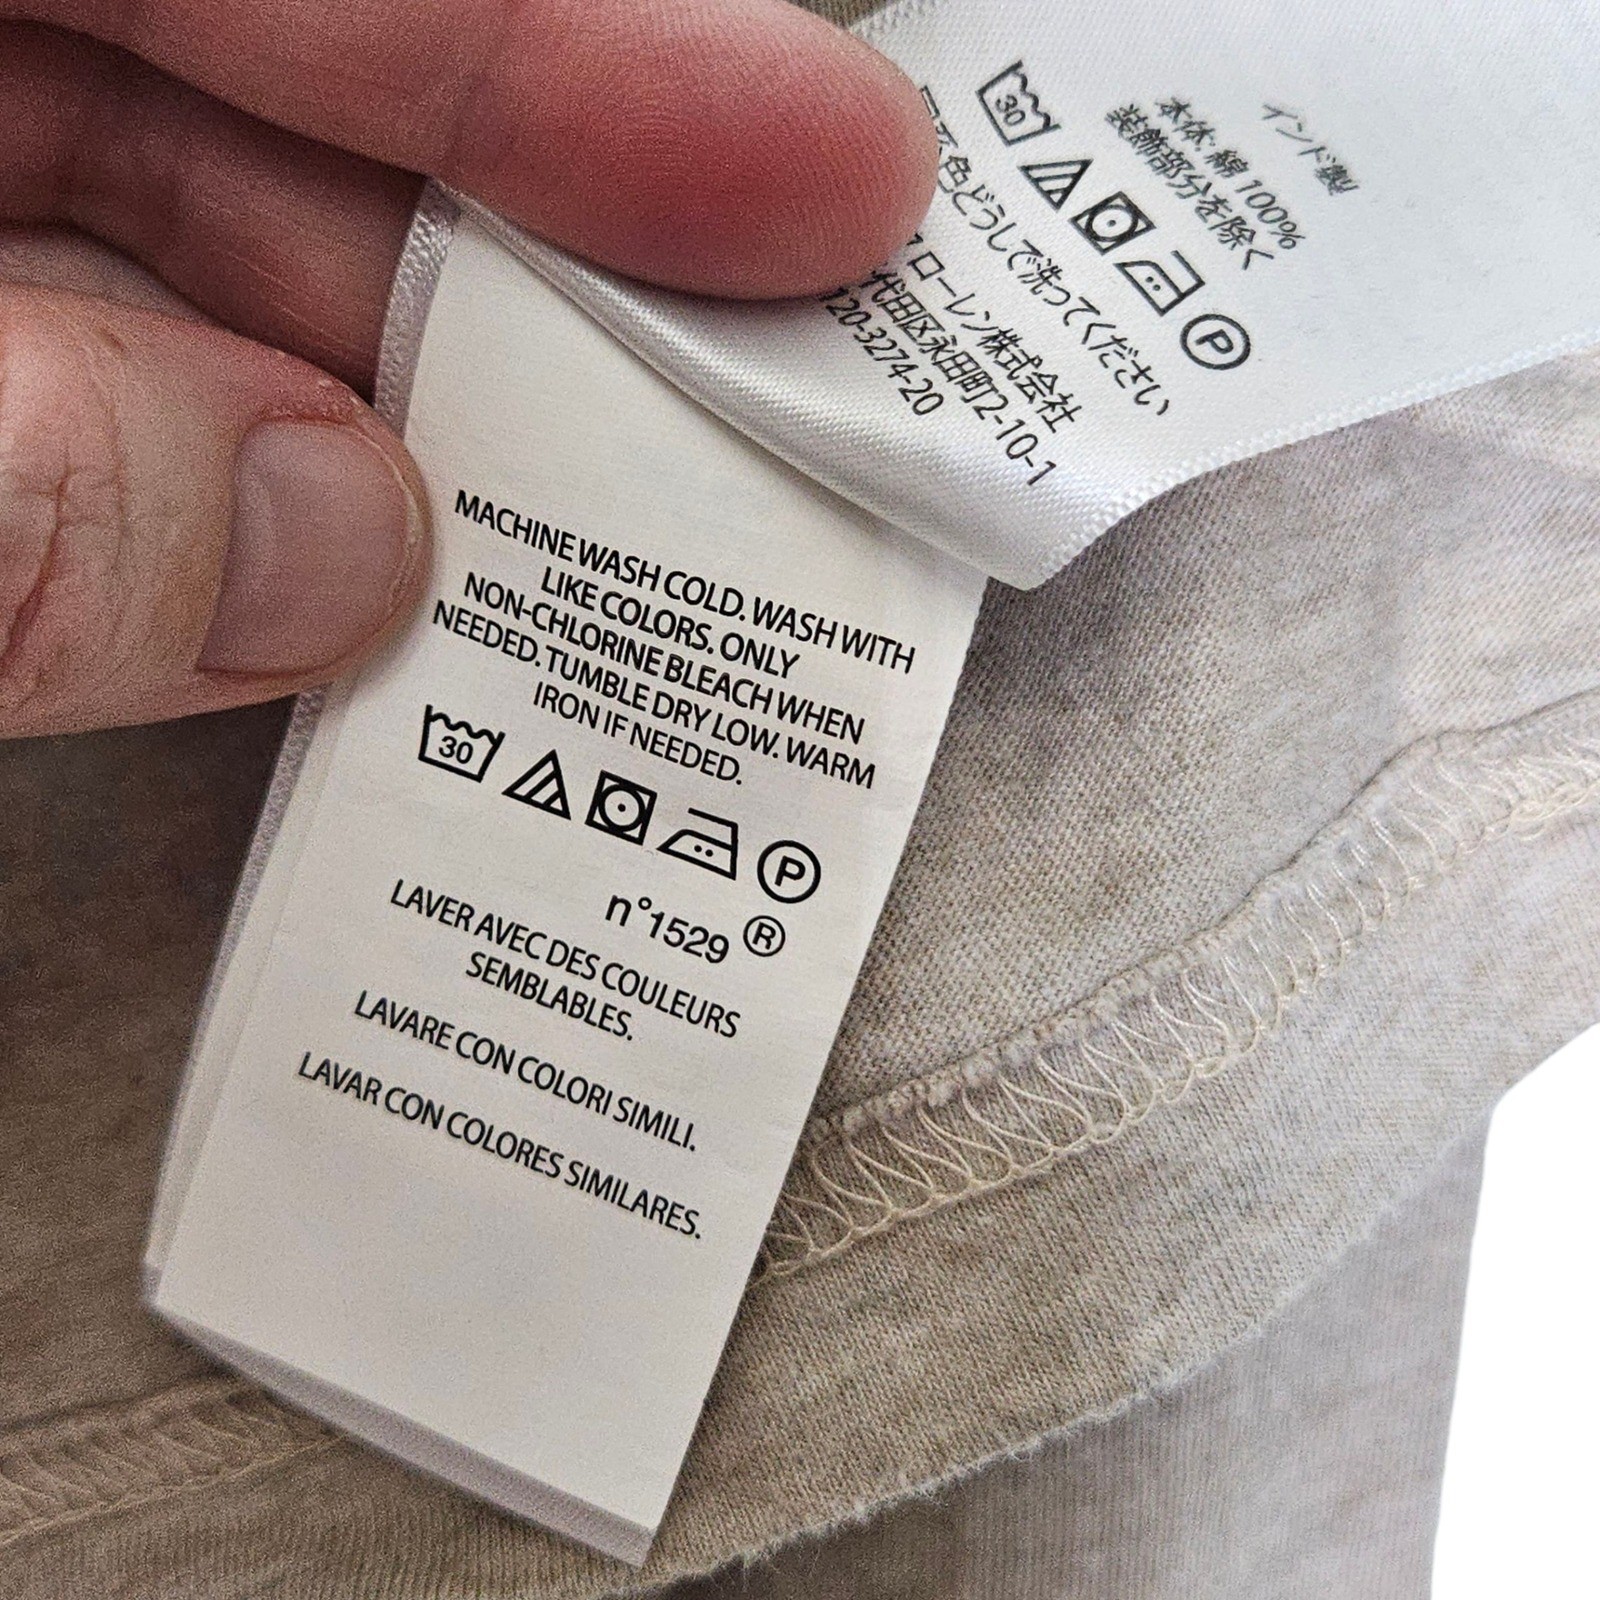 インド製
本体: 綿 100%
装飾部分を除く
30
P
色どうしで洗ってください
ローレン株式会社
代田区永田町2-10-1
120-3274-20
MACHINE WASH COLD. WASH WITH
LIKE COLORS. ONLY
NON-CHLORINE BLEACH WHEN
NEEDED. TUMBLE DRY LOW. WARM
IRON IF NEEDED.
30
P
n°1529 ®
LAVER AVEC DES COULEURS
SEMBLABLES.
LAVARE CON COLORI SIMILI.
LAVAR CON COLORES SIMILARES.